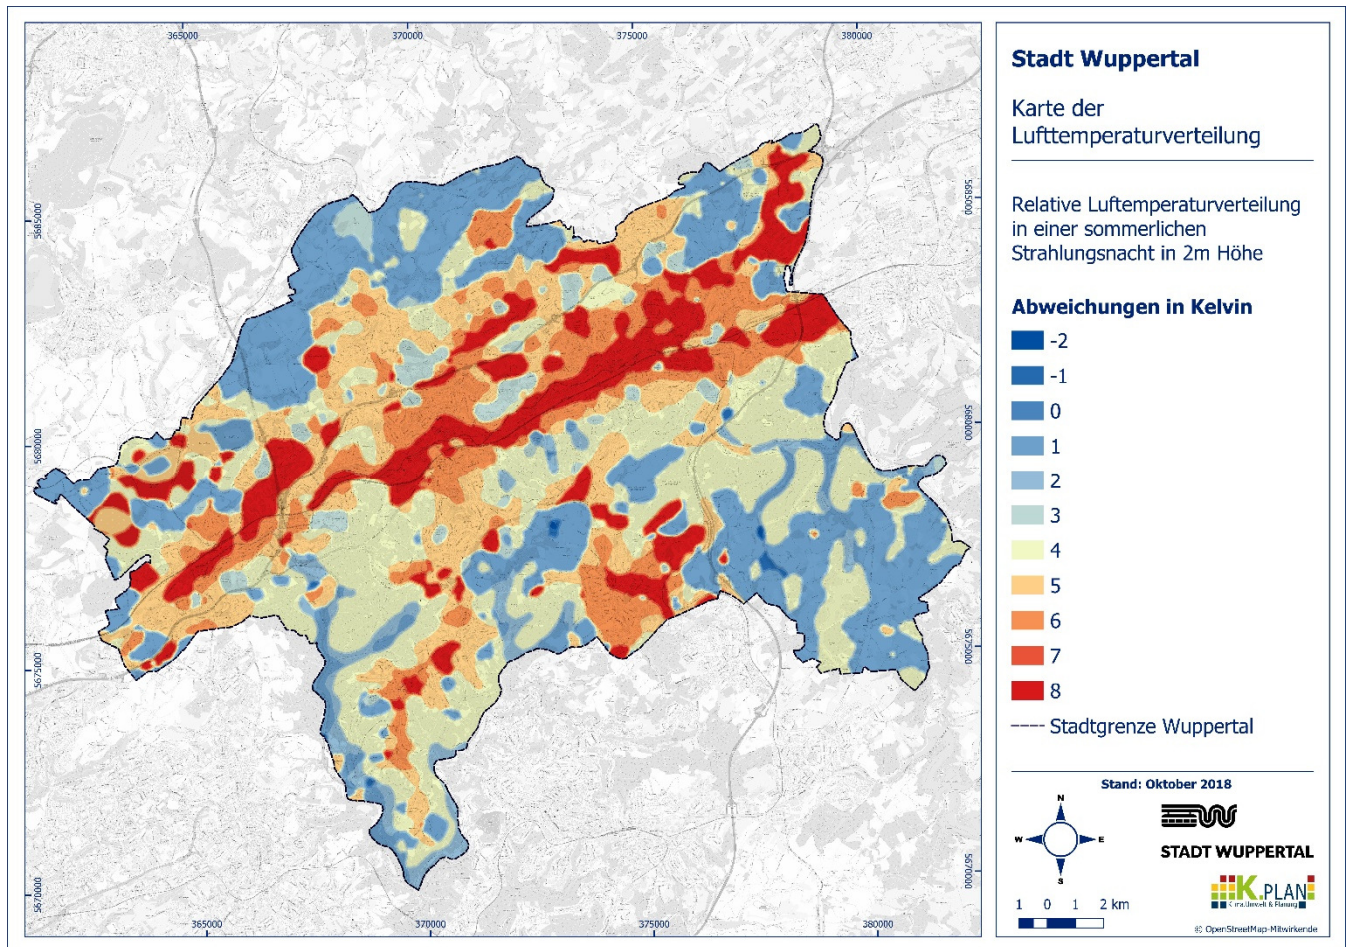 365000
370000
375000
380000
5685000
5685000
5680000
5680000
5675000
5675000
5670000
5670000
365000
370000
375000
380000
Stadt Wuppertal
Karte der
Lufttemperaturverteilung
Relative Luftemperaturverteilung
in einer sommerlichen
Strahlungsnacht in 2m Höhe
Abweichungen in Kelvin
-2
-1
0
1
2
3
4
5
6
7
8
Stadtgrenze Wuppertal
Stand: Oktober 2018
N
W
E
S
STADT WUPPERTAL
1 0 1 2 km
K.PLAN
Klima.Umwelt & Planung
© OpenStreetMap-Mitwirkende